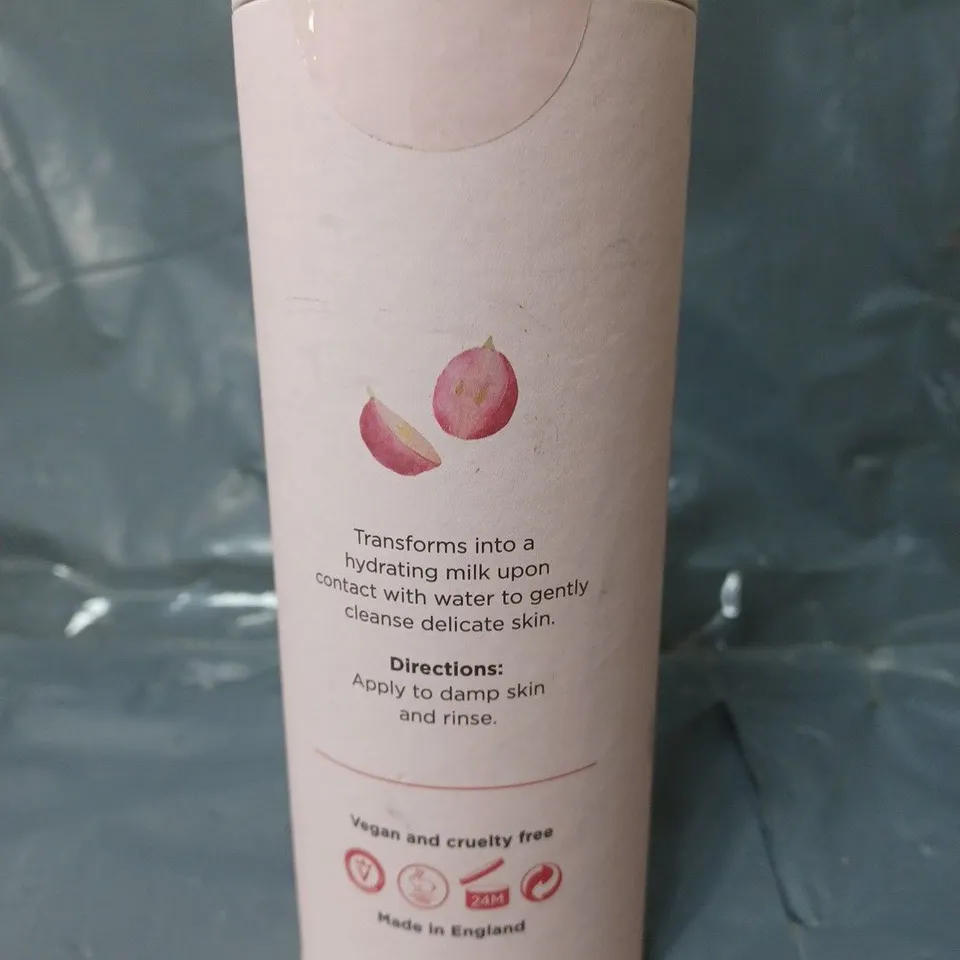 Transforms into a
hydrating milk upon
contact with water to gently
cleanse delicate skin.
Directions:
Apply to damp skin
and rinse.
Vegan and cruelty free
24M
Made in England